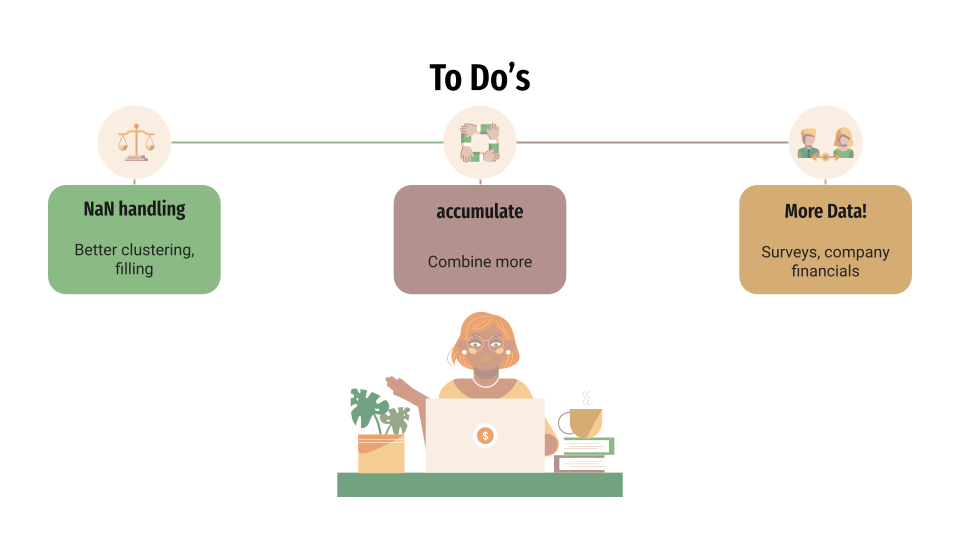 To Do’s
NaN handling
Better clustering,
filling
accumulate
Combine more
More Data!
Surveys, company
financials
$